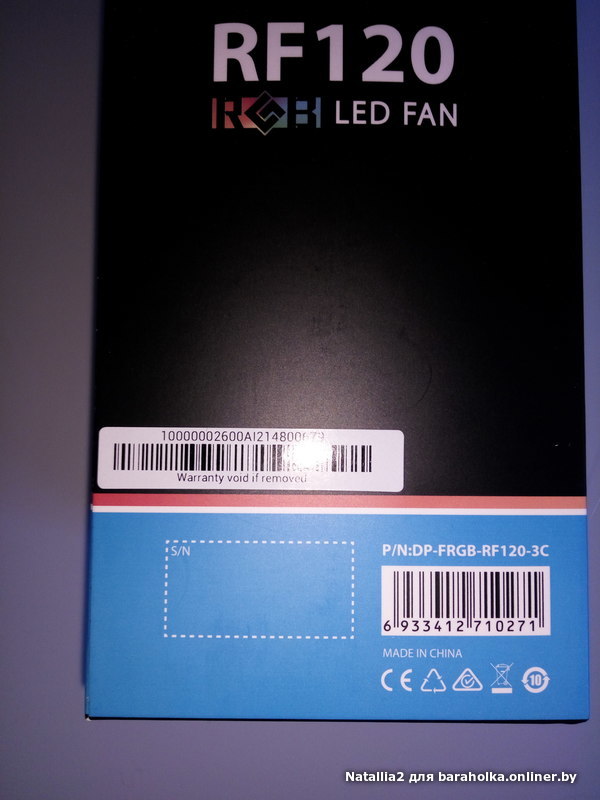 RF120
RGB LED FAN
Warranty void if removed
S/N
P/N:DP-FRGB-RF120-3C
6 933412 710271
MADE IN CHINA
CE
10
Natallia2 для baraholka.onliner.by